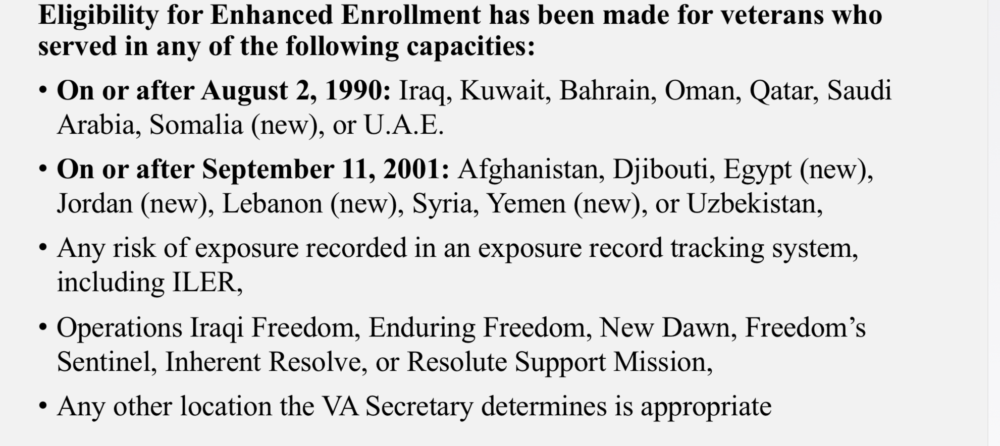 Eligibility for Enhanced Enrollment has been made for veterans who
served in any of the following capacities:
• On or after August 2, 1990: Iraq, Kuwait, Bahrain, Oman, Qatar, Saudi
Arabia, Somalia (new), or U.A.E.
• On or after September 11, 2001: Afghanistan, Djibouti, Egypt (new),
Jordan (new), Lebanon (new), Syria, Yemen (new), or Uzbekistan,
• Any risk of exposure recorded in an exposure record tracking system,
including ILER,
• Operations Iraqi Freedom, Enduring Freedom, New Dawn, Freedom’s
Sentinel, Inherent Resolve, or Resolute Support Mission,
• Any other location the VA Secretary determines is appropriate